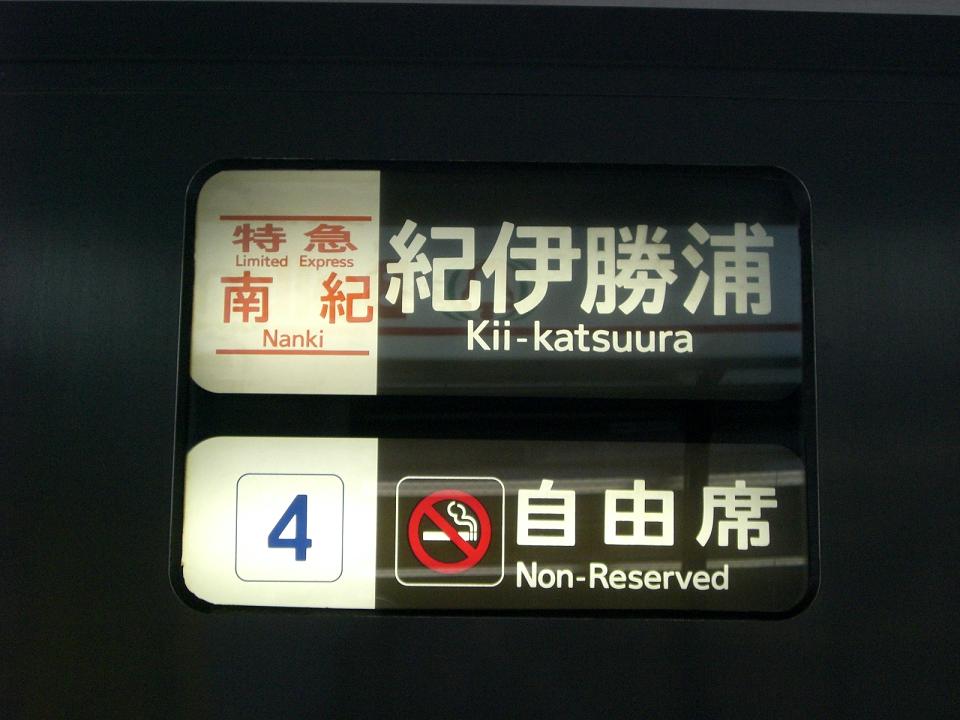 特急
Limited Express
南紀
Nanki
紀伊勝浦
Kii-katsuura
4
自由席
Non-Reserved